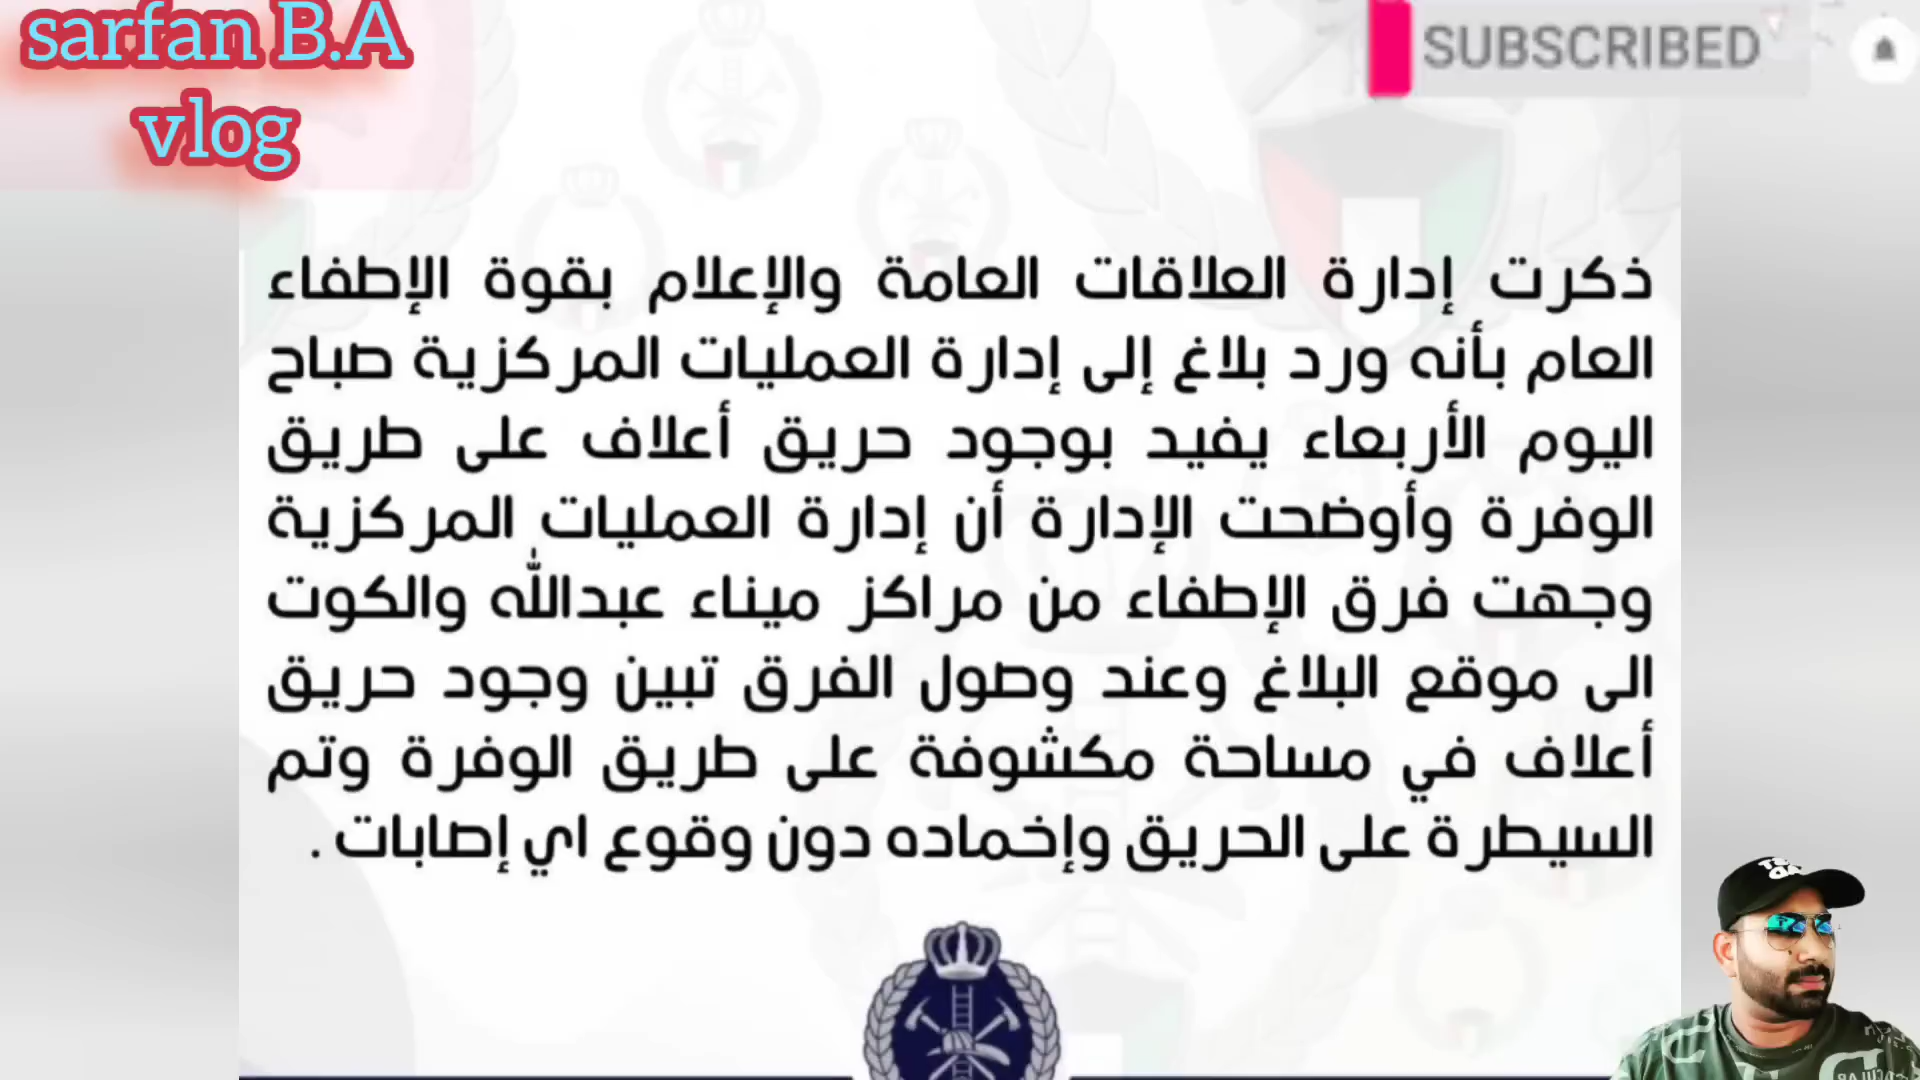 sarfan B.A
vlog
SUBSCRIBED
ذكرت إدارة العلاقات العامة والإعلام بقوة الإطفاء
العام بأنه ورد بلاغ إلى إدارة العمليات المركزية صباح
اليوم الأربعاء يفيد بوجود حريق أعلاف على طريق
الوفرة وأوضحت الإدارة أن إدارة العمليات المركزية
وجهت فرق الإطفاء من مراكز ميناء عبدالله والكوت
الى موقع البلاغ وعند وصول الفرق تبين وجود حريق
أعلاف في مساحة مكشوفة على طريق الوفرة وتم
السيطرة على الحريق وإخماده دون وقوع اي إصابات .